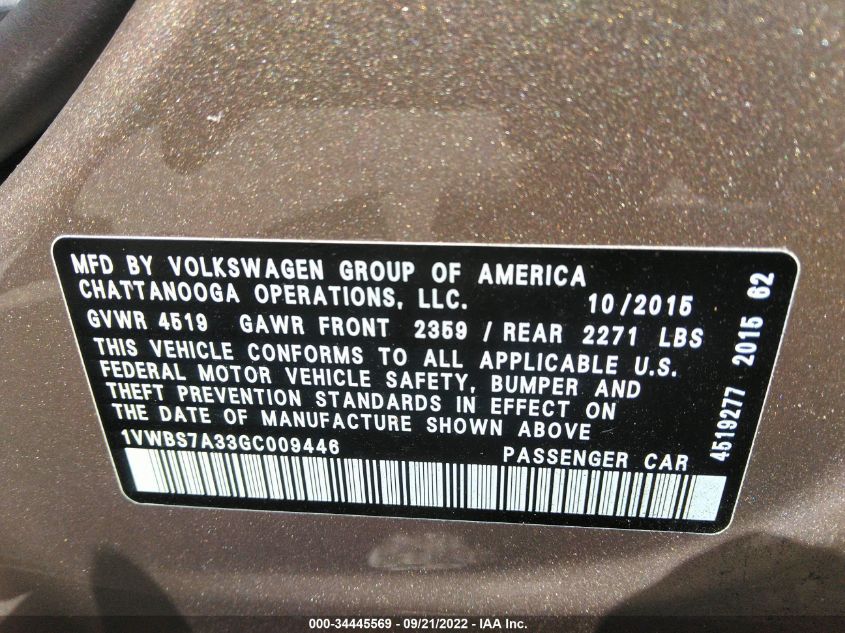 MFD BY VOLKSWAGEN GROUP OF AMERICA
CHATTANOOGA OPERATIONS, LLC. 10/2015
GVWR 4519 GAWR FRONT 2359 / REAR 2271 LBS
THIS VEHICLE CONFORMS TO ALL APPLICABLE U.S.
FEDERAL MOTOR VEHICLE SAFETY, BUMPER AND
THEFT PREVENTION STANDARDS IN EFFECT ON
THE DATE OF MANUFACTURE SHOWN ABOVE
1VWBS7A33GC009446 PASSENGER CAR
4519277 2015 62
000-34445569 - 09/21/2022 - IAA Inc.